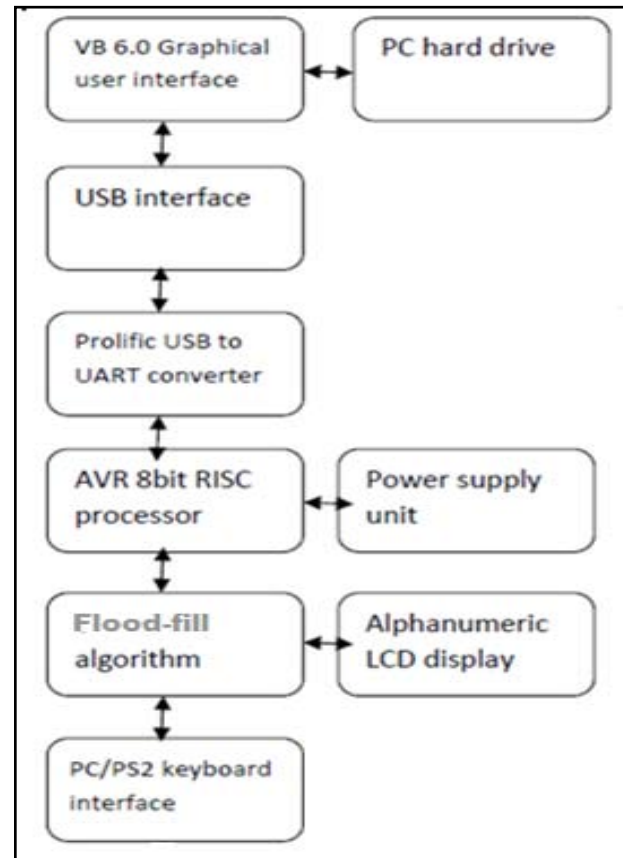 VB 6.0 Graphical
user interface
PC hard drive
USB interface
Prolific USB to
UART converter
AVR 8bit RISC
processor
Power supply
unit
Flood-fill
algorithm
Alphanumeric
LCD display
PC/PS2 keyboard
interface